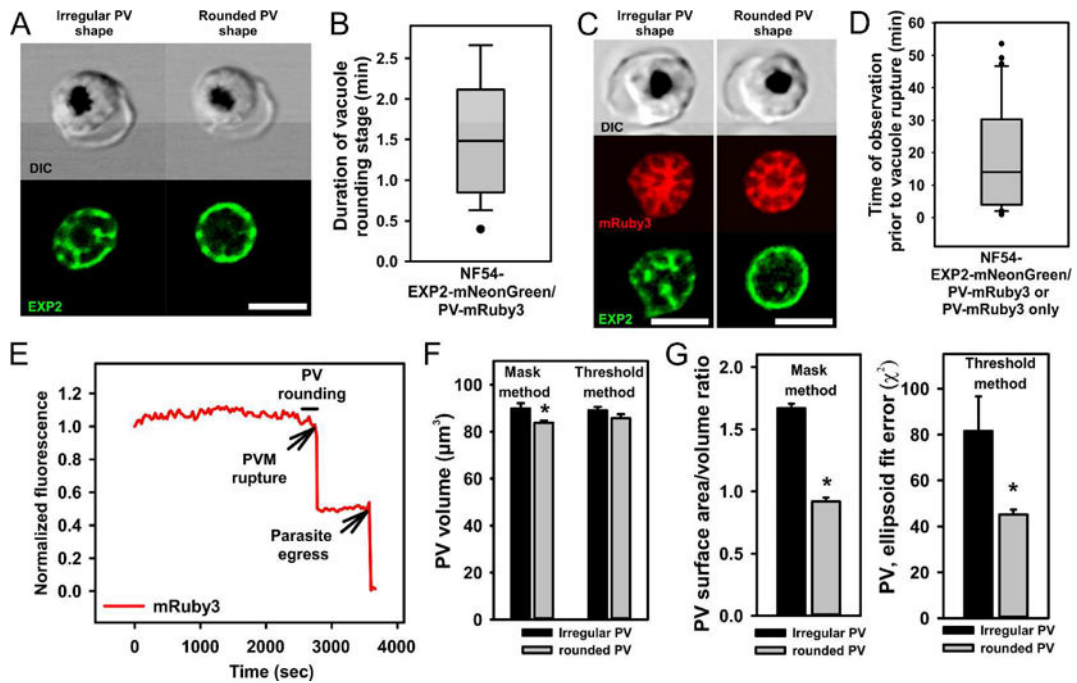 A
Irregular PV
shape
Rounded PV
shape
DIC
EXP2
B
Duration of vacuole
rounding stage (min)
2.5
2.0
1.5
1.0
0.5
0.0
NF54-
EXP2-mNeonGreen/
PV-mRuby3
C
Irregular PV
shape
Rounded PV
shape
DIC
mRuby3
EXP2
D
Time of observation
prior to vacuole rupture (min)
60
50
40
30
20
10
0
NF54-
EXP2-mNeonGreen/
PV-mRuby3 or
PV-mRuby3 only
E
Normalized fluorescence
1.2
1.0
0.8
0.6
0.4
0.2
0.0
PV
rounding
PVM
rupture
Parasite
egress
mRuby3
0 1000 2000 3000 4000
Time (sec)
F
PV volume (μm³)
100
80
60
40
20
0
Mask
method
Threshold
method
*
Irregular PV
rounded PV
G
PV surface area/volume ratio
2.0
1.5
1.0
0.5
0.0
Mask
method
*
Irregular PV
rounded PV
PV, ellipsoid fit error (χ²)
100
80
60
40
20
0
Threshold
method
*
Irregular PV
rounded PV